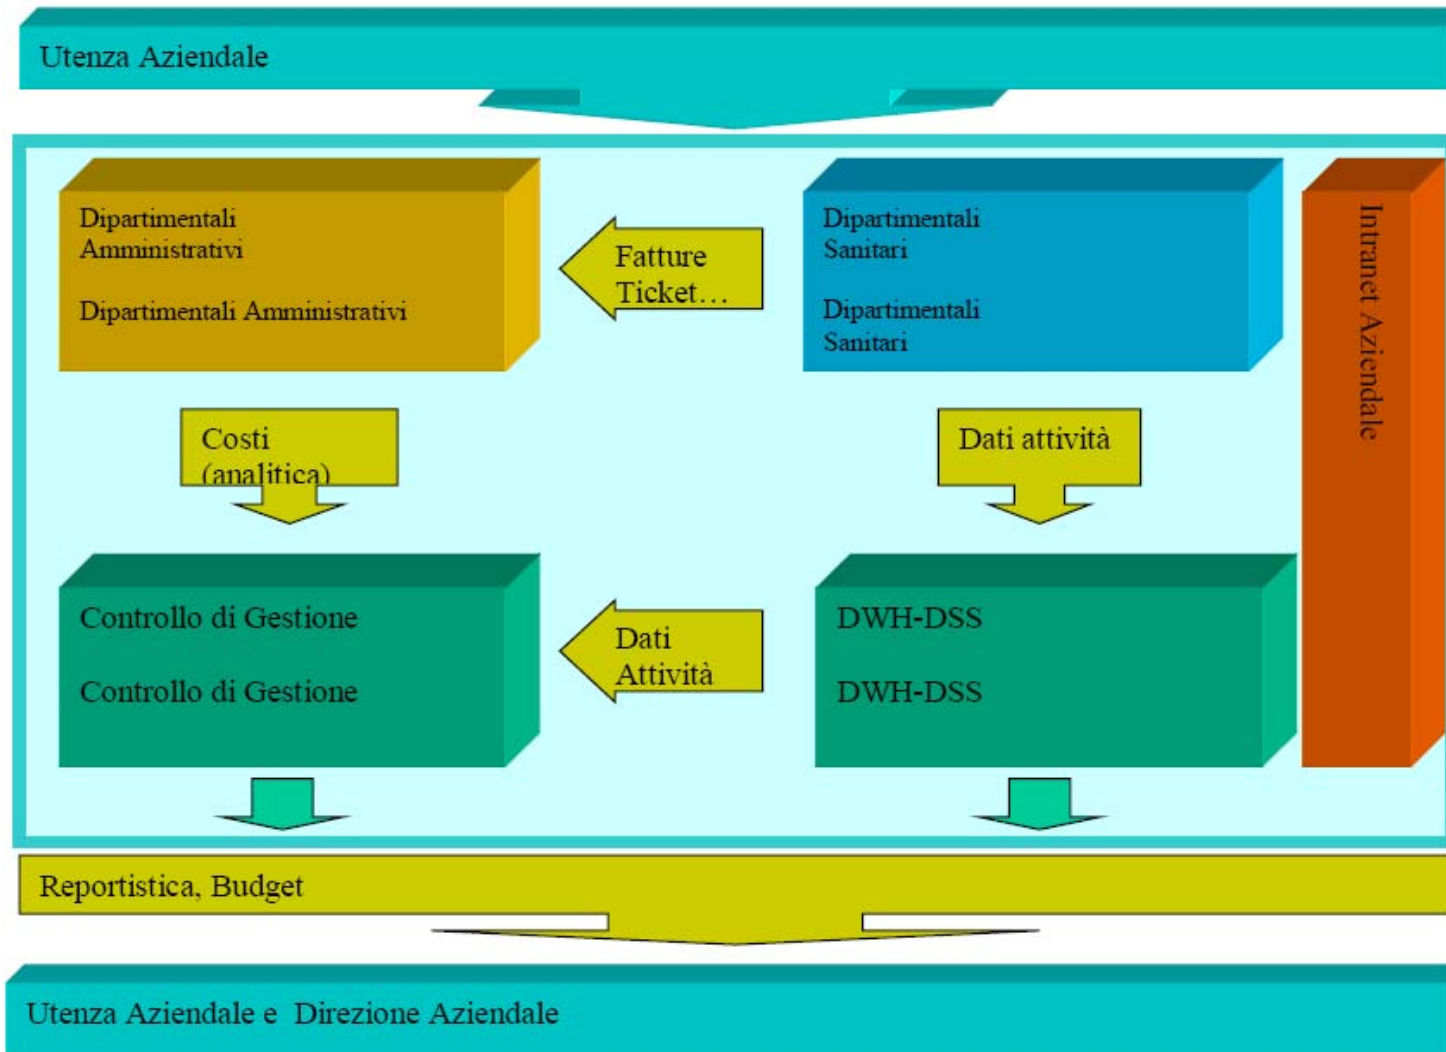 Utenza Aziendale
Dipartimentali
Amministrativi
Dipartimentali Amministrativi
Fatture
Ticket…
Dipartimentali
Sanitari
Dipartimentali
Sanitari
Intranet Aziendale
Costi
(analitica)
Dati attività
Controllo di Gestione
Controllo di Gestione
Dati
Attività
DWH-DSS
DWH-DSS
Reportistica, Budget
Utenza Aziendale e Direzione Aziendale